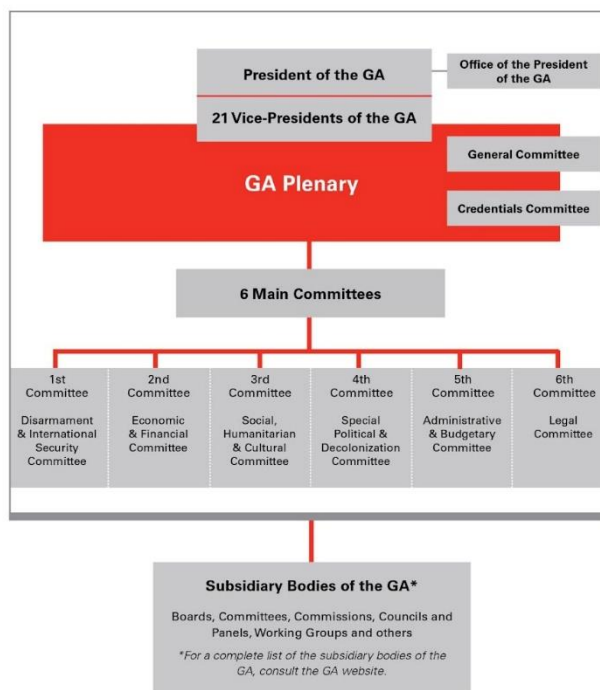 President of the GA
Office of the President
of the GA
21 Vice-Presidents of the GA
GA Plenary
General Committee
Credentials Committee
6 Main Committees
1st
Committee
Disarmament
& International
Security
Committee
2nd
Committee
Economic
& Financial
Committee
3rd
Committee
Social,
Humanitarian
& Cultural
Committee
4th
Committee
Special
Political &
Decolonization
Committee
5th
Committee
Administrative
& Budgetary
Committee
6th
Committee
Legal
Committee
Subsidiary Bodies of the GA*
Boards, Committees, Commissions, Councils and
Panels, Working Groups and others
*For a complete list of the subsidiary bodies of the
GA, consult the GA website.